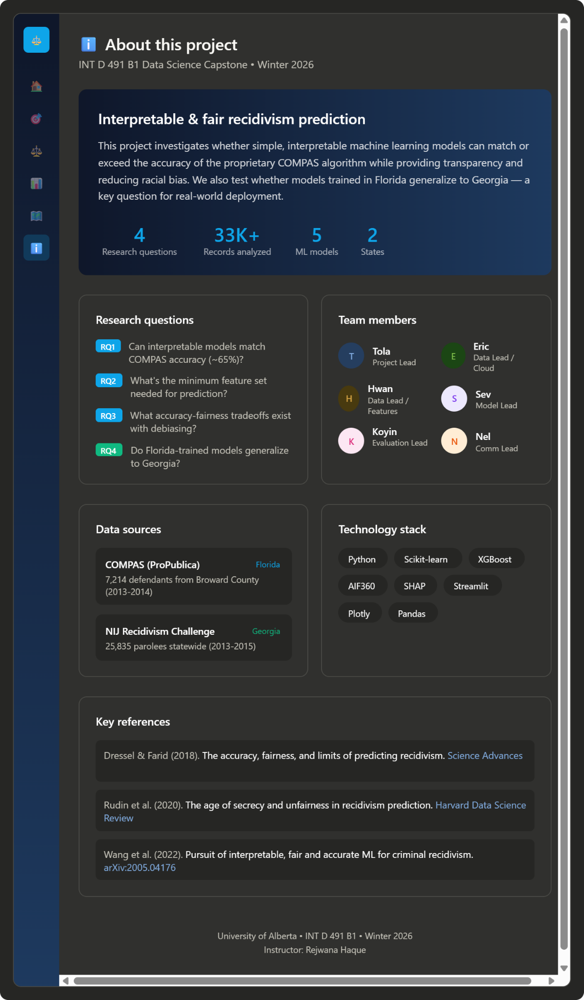 About this project
INT D 491 B1 Data Science Capstone • Winter 2026
Interpretable & fair recidivism prediction
This project investigates whether simple, interpretable machine learning models can match or
exceed the accuracy of the proprietary COMPAS algorithm while providing transparency and
reducing racial bias. We also test whether models trained in Florida generalize to Georgia — a
key question for real-world deployment.
4
Research questions
33K+
Records analyzed
5
ML models
2
States
Research questions
RQ1
Can interpretable models match
COMPAS accuracy (~65%)?
RQ2
What's the minimum feature set
needed for prediction?
RQ3
What accuracy-fairness tradeoffs exist
with debiasing?
RQ4
Do Florida-trained models generalize
to Georgia?
Team members
T
Tola
Project Lead
E
Eric
Data Lead /
Cloud
H
Hwan
Data Lead /
Features
S
Sev
Model Lead
K
Koyin
Evaluation Lead
N
Nel
Comm Lead
Data sources
COMPAS (ProPublica)
Florida
7,214 defendants from Broward County
(2013-2014)
NIJ Recidivism Challenge
Georgia
25,835 parolees statewide (2013-2015)
Technology stack
Python
Scikit-learn
XGBoost
AIF360
SHAP
Streamlit
Plotly
Pandas
Key references
Dressel & Farid (2018). The accuracy, fairness, and limits of predicting recidivism. Science Advances
Rudin et al. (2020). The age of secrecy and unfairness in recidivism prediction. Harvard Data Science
Review
Wang et al. (2022). Pursuit of interpretable, fair and accurate ML for criminal recidivism.
arXiv:2005.04176
University of Alberta • INT D 491 B1 • Winter 2026
Instructor: Rejwana Haque